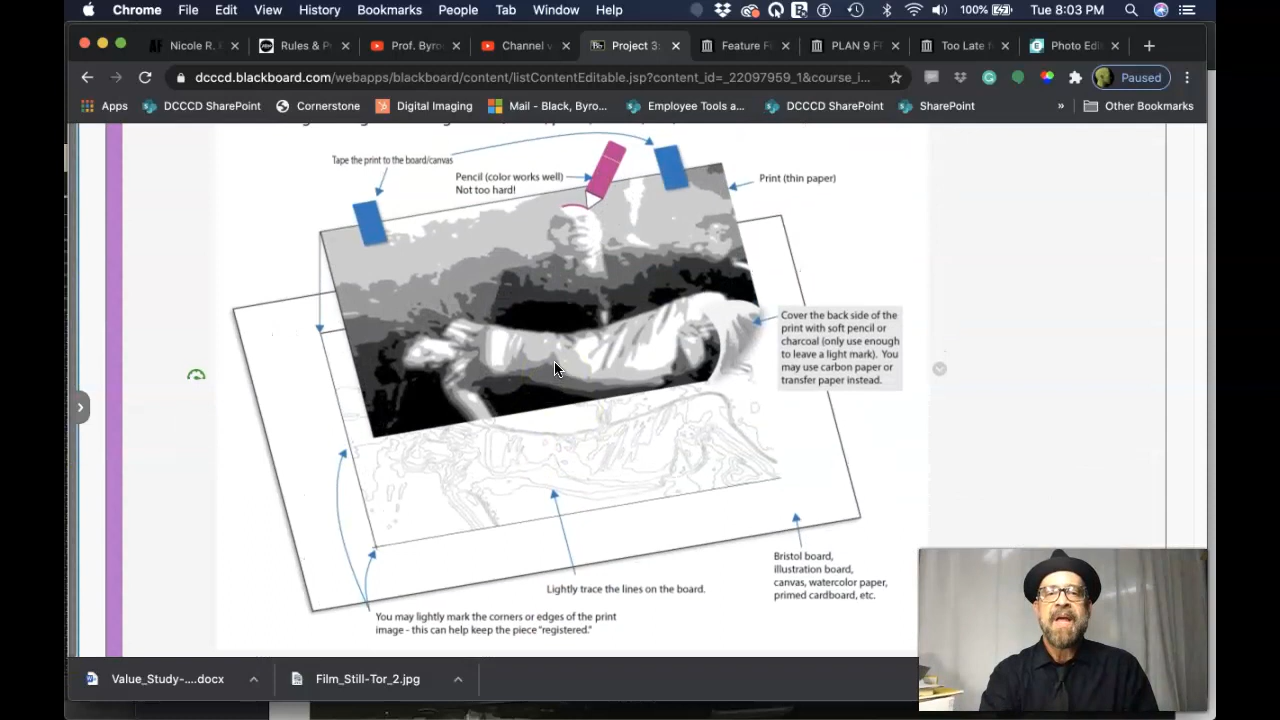 Chrome File Edit View History Bookmarks People Tab Window Help 100% Tue 8:03 PM
Nicole R. Rules & P Prof. Byro Channel v Project 3: Feature F PLAN 9 F Too Late f Photo Edi
dcccd.blackboard.com/webapps/blackboard/content/listContentEditable.jsp?content_id=_22097959_1&course_i... Paused
Apps DCCCD SharePoint Cornerstone Digital Imaging Mail - Black, Byro... Employee Tools a... DCCCD SharePoint SharePoint » Other Bookmarks
Tape the print to the board/canvas
Pencil (color works well)
Not too hard!
Print (thin paper)
Cover the back side of the
print with soft pencil or
charcoal (only use enough
to leave a light mark). You
may use carbon paper or
transfer paper instead.
Bristol board,
illustration board,
canvas, watercolor paper,
primed cardboard, etc.
Lightly trace the lines on the board.
You may lightly mark the corners or edges of the print
image - this can help keep the piece "registered."
Value_Study-....docx Film_Still-Tor_2.jpg